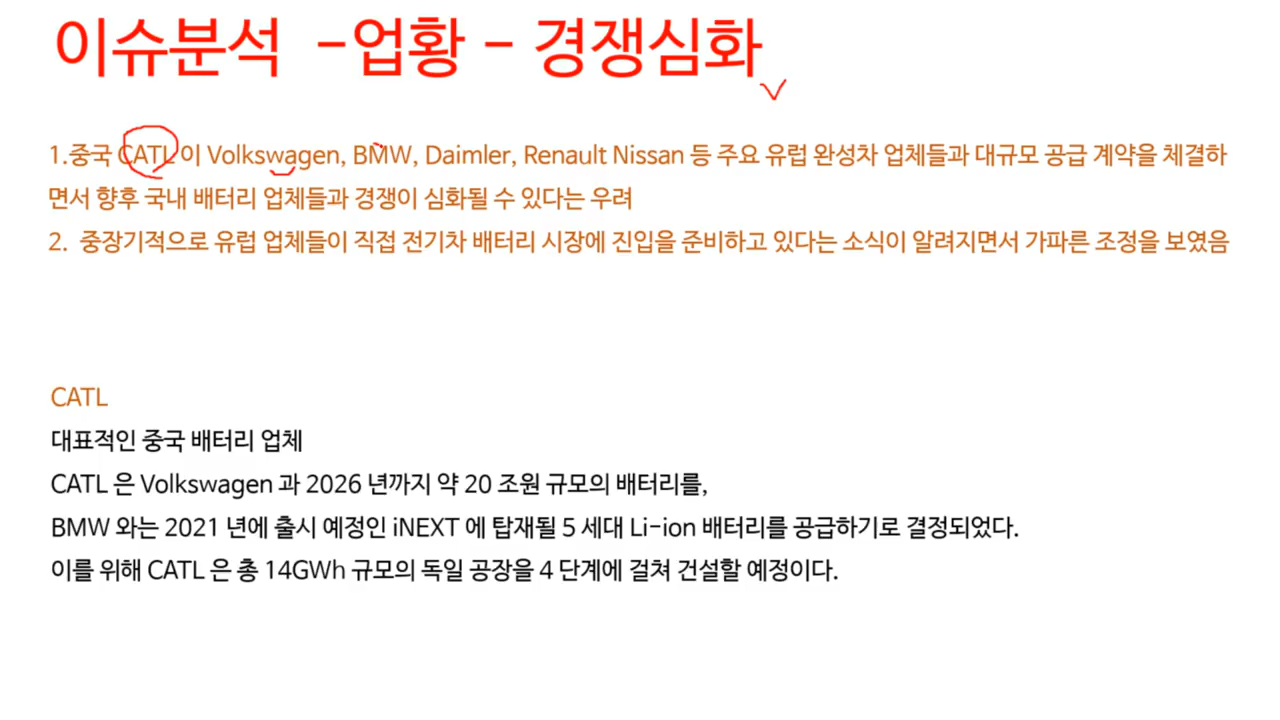 이슈분석 -업황 - 경쟁심화
1.중국 CATL 이 Volkswagen, BMW, Daimler, Renault Nissan 등 주요 유럽 완성차 업체들과 대규모 공급 계약을 체결하
면서 향후 국내 배터리 업체들과 경쟁이 심화될 수 있다는 우려
2. 중장기적으로 유럽 업체들이 직접 전기차 배터리 시장에 진입을 준비하고 있다는 소식이 알려지면서 가파른 조정을 보였음
CATL
대표적인 중국 배터리 업체
CATL 은 Volkswagen 과 2026 년까지 약 20 조원 규모의 배터리를,
BMW 와는 2021 년에 출시 예정인 iNEXT 에 탑재될 5 세대 Li-ion 배터리를 공급하기로 결정되었다.
이를 위해 CATL 은 총 14GWh 규모의 독일 공장을 4 단계에 걸쳐 건설할 예정이다.